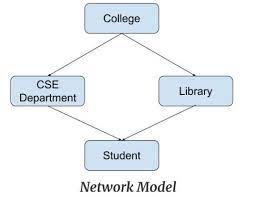 College
CSE
Department
Library
Student
Network Model